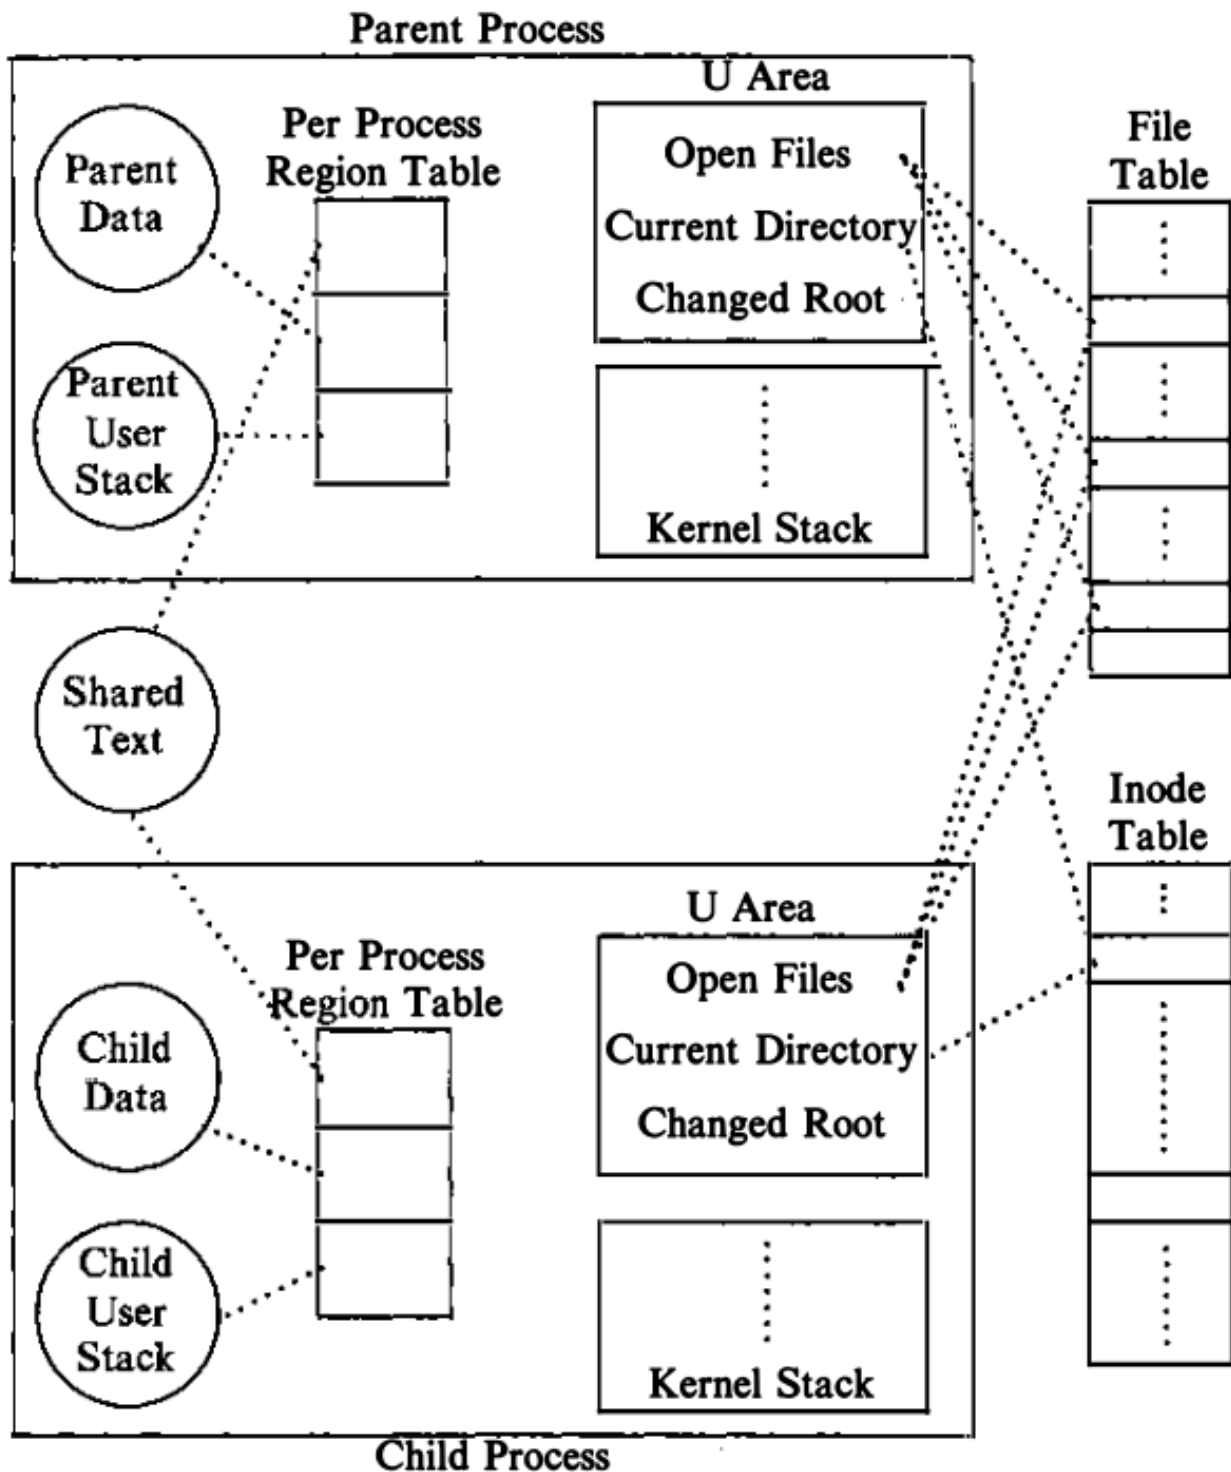 Parent Process
U Area
Parent
Data
Per Process
Region Table
Open Files
Current Directory
Changed Root
File
Table
Parent
User
Stack
Kernel Stack
Shared
Text
Inode
Table
U Area
Per Process
Region Table
Open Files
Current Directory
Changed Root
Child
Data
Child
User
Stack
Kernel Stack
Child Process